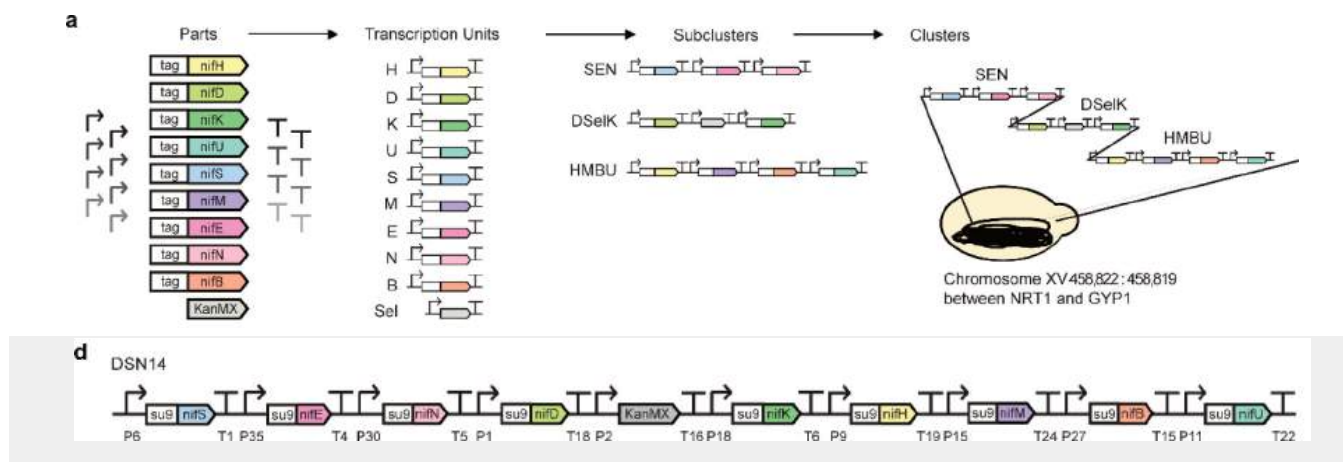 a
Parts
Transcription Units
Subclusters
Clusters
tag nifH
tag nifD
tag nifK
tag nifU
tag nifS
tag nifM
tag nifE
tag nifN
tag nifB
KanMX
H
D
K
U
S
M
E
N
B
Sel
SEN
DSelK
HMBU
SEN
DSelK
HMBU
Chromosome XV458,822:458,819
between NRT1 and GYP1
d
DSN14
su9 nifS su9 nifE su9 nifN su9 nifD KanMX su9 nifK su9 nifH su9 nifM su9 nifB su9 nifU
P6 T1 P35 T4 P30 T5 P1 T18 P2 T16 P18 T6 P9 T19 P15 T24 P27 T15 P11 T22